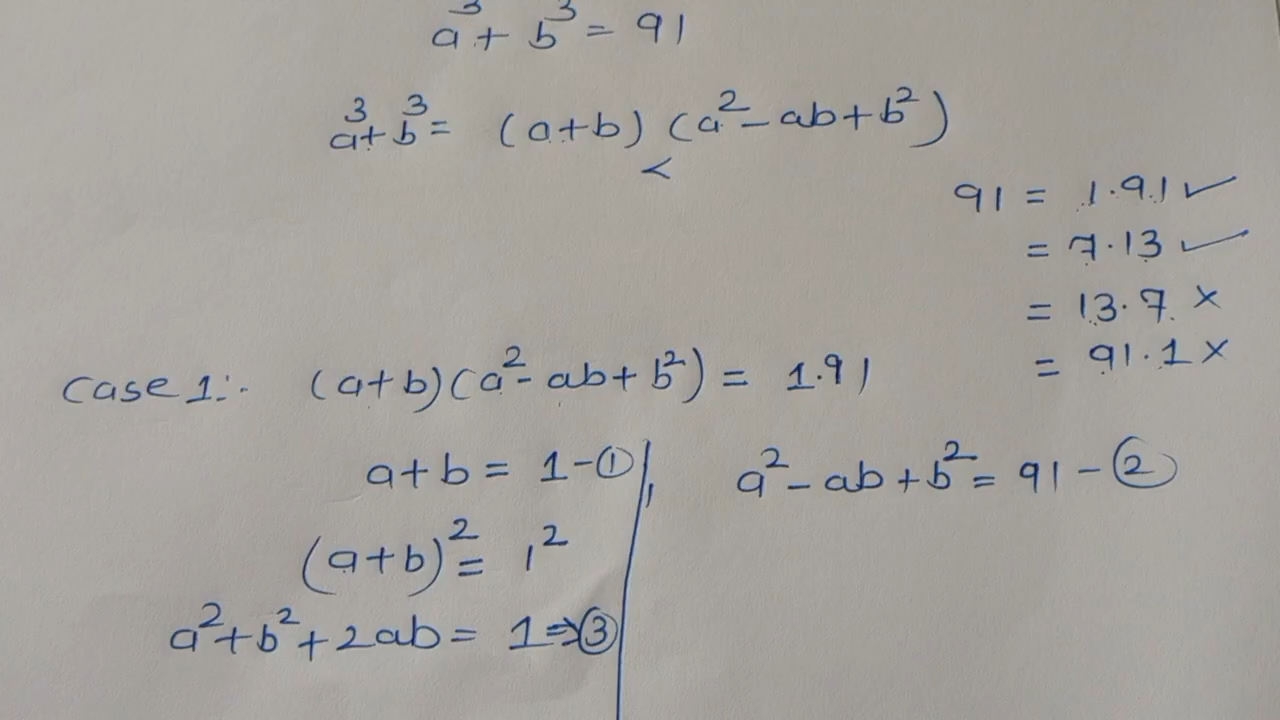 a³ + b³ = 91
a³ + b³ = (a+b) (a² - ab + b²)
<
91 = 1.91 ✓
= 7.13 ✓
= 13.7 ×
= 91.1 ×
Case 1:- (a+b)(a² - ab + b²) = 1.91
a+b = 1 - ① , a² - ab + b² = 91 - ②
(a+b)² = 1²
a² + b² + 2ab = 1 ⇒ ③